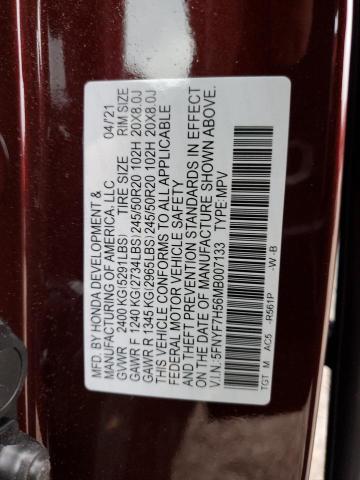 MFD. BY HONDA DEVELOPMENT & 04/21
MANUFACTURING OF AMERICA, LLC.
GVWR 2400 KG(5291LBS) TIRE SIZE RIM SIZE
GAWR F 1240 KG(2734LBS) 245/50R20 102H 20X8.0J
GAWR R 1345 KG(2965LBS) 245/50R20 102H 20X8.0J
THIS VEHICLE CONFORMS TO ALL APPLICABLE
FEDERAL MOTOR VEHICLE SAFETY
AND THEFT PREVENTION STANDARDS IN EFFECT
ON THE DATE OF MANUFACTURE SHOWN ABOVE.
V.I.N.:5FNYF7H56MB007133 TYPE:MPV
TGT M AC5 -R561P -W-B